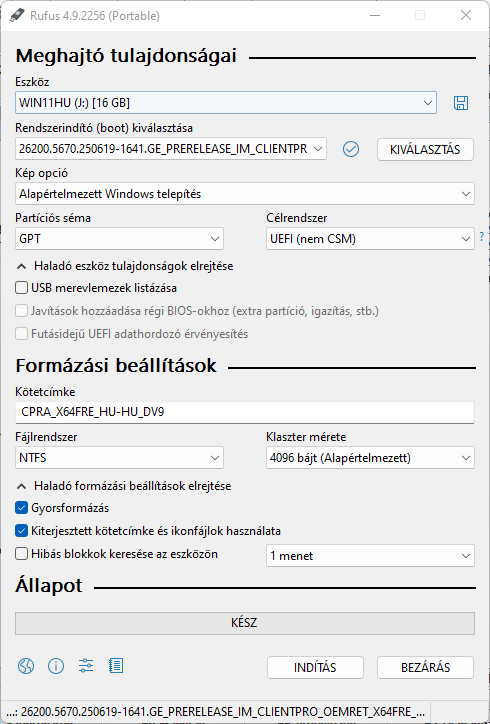 Rufus 4.9.2256 (Portable)
Meghajtó tulajdonságai
Eszköz
WIN11HU (J:) [16 GB]
Rendszerindító (boot) kiválasztása
26200.5670.250619-1641.GE_PRERELEASE_IM_CLIENTPR
KIVÁLASZTÁS
Kép opció
Alapértelmezett Windows telepítés
Partíciós séma
Célrendszer
GPT
UEFI (nem CSM)
?
Haladó eszköz tulajdonságok elrejtése
USB merevlemezek listázása
Javítások hozzáadása régi BIOS-okhoz (extra partíció, igazítás, stb.)
Futásidejű UEFI adathordozó érvényesítés
Formázási beállítások
Kötetcímke
CPRA_X64FRE_HU-HU_DV9
Fájlrendszer
Klaszter mérete
NTFS
4096 bájt (Alapértelmezett)
Haladó formázási beállítások elrejtése
Gyorsformázás
Kiterjesztett kötetcímke és ikonfájlok használata
Hibás blokkok keresése az eszközön
1 menet
Állapot
KÉSZ
INDÍTÁS
BEZÁRÁS
...: 26200.5670.250619-1641.GE_PRERELEASE_IM_CLIENTPRO_OEMRET_X64FRE_...